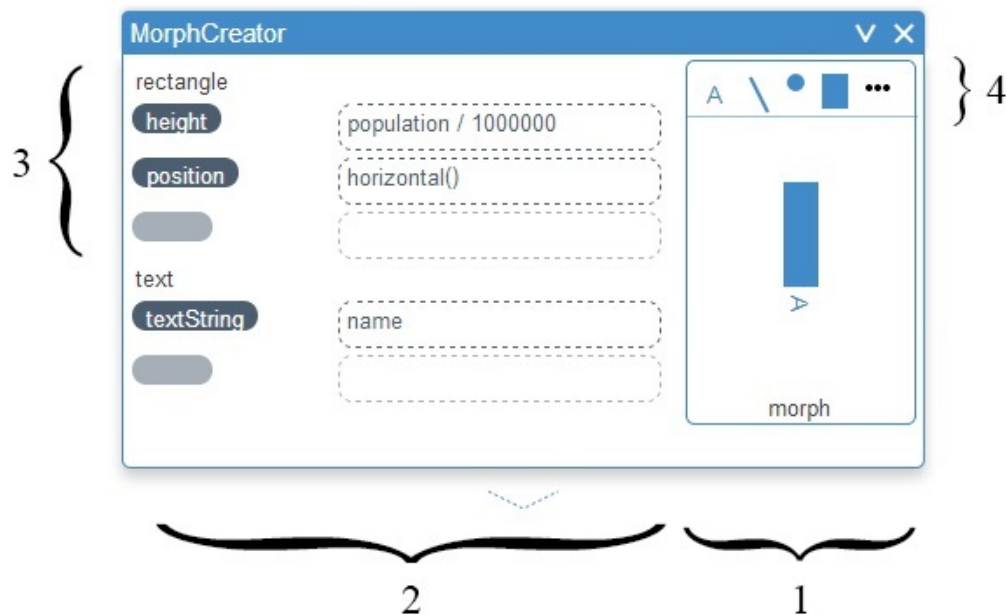 MorphCreator
rectangle
height population / 1000000
position horizontal()
text
textString name
A
A
morph
3
4
2
1